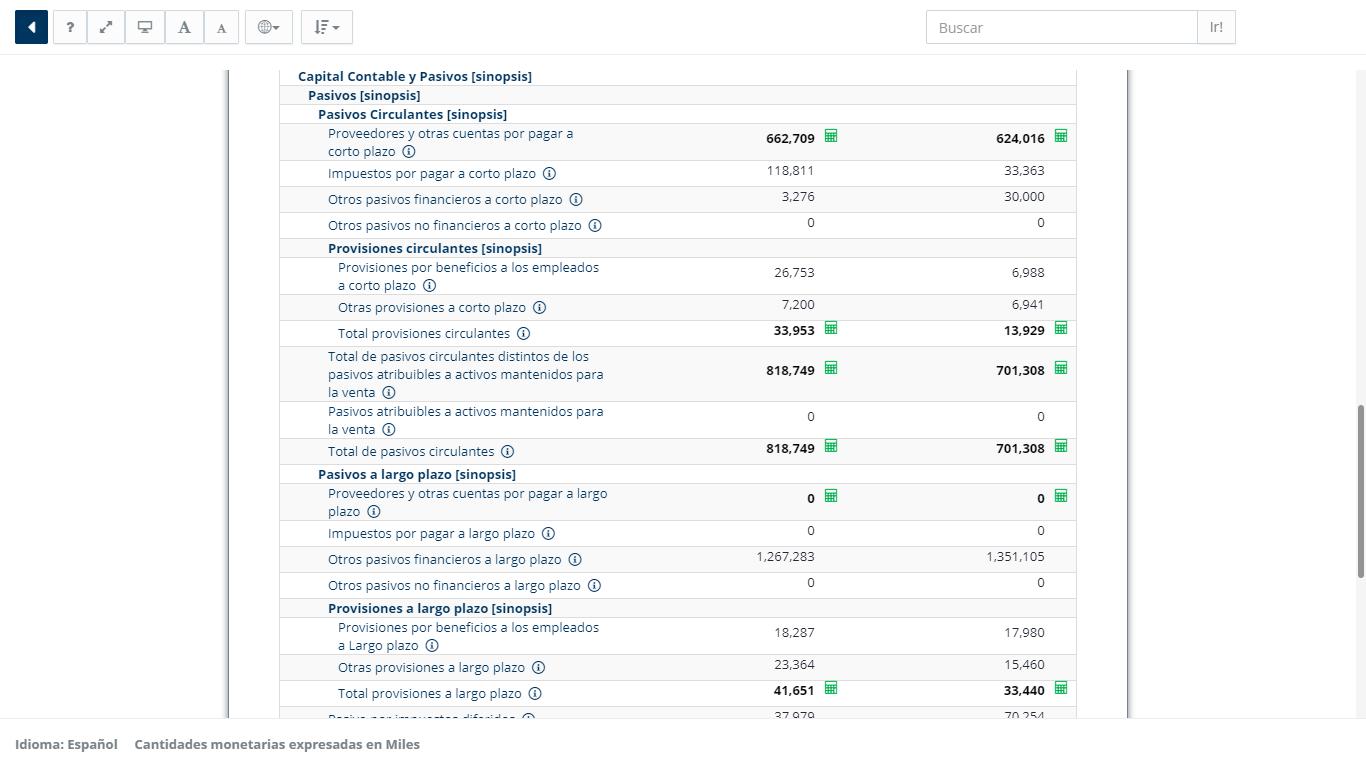 ? A A Buscar Ir!
Capital Contable y Pasivos [sinopsis]
Pasivos [sinopsis]
Pasivos Circulantes [sinopsis]
Proveedores y otras cuentas por pagar a
corto plazo 662,709 624,016
Impuestos por pagar a corto plazo 118,811 33,363
Otros pasivos financieros a corto plazo 3,276 30,000
Otros pasivos no financieros a corto plazo 0 0
Provisiones circulantes [sinopsis]
Provisiones por beneficios a los empleados
a corto plazo 26,753 6,988
Otras provisiones a corto plazo 7,200 6,941
Total provisiones circulantes 33,953 13,929
Total de pasivos circulantes distintos de los
pasivos atribuibles a activos mantenidos para 818,749 701,308
la venta
Pasivos atribuibles a activos mantenidos para
la venta 0 0
Total de pasivos circulantes 818,749 701,308
Pasivos a largo plazo [sinopsis]
Proveedores y otras cuentas por pagar a largo
plazo 0 0
Impuestos por pagar a largo plazo 0 0
Otros pasivos financieros a largo plazo 1,267,283 1,351,105
Otros pasivos no financieros a largo plazo 0 0
Provisiones a largo plazo [sinopsis]
Provisiones por beneficios a los empleados
a Largo plazo 18,287 17,980
Otras provisiones a largo plazo 23,364 15,460
Total provisiones a largo plazo 41,651 33,440
Pasivo por impuestos diferidos 37,979 70,254
Idioma: Español Cantidades monetarias expresadas en Miles